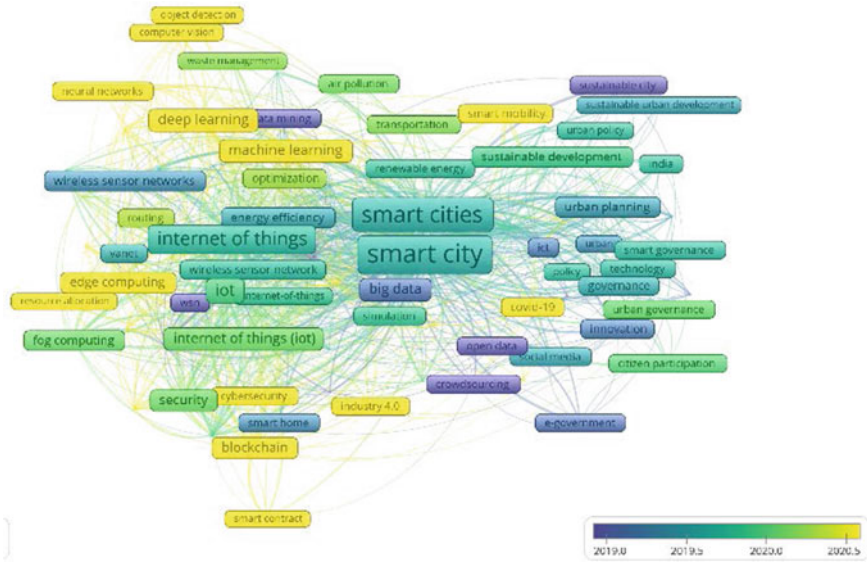 object detection
computer vision
waste management
air pollution
sustainable city
neural networks
sustainable urban development
smart mobility
deep learning
ata mining
transportation
urban policy
machine learning
sustainable development
renewable energy
india
wireless sensor networks
optimization
urban planning
routing
energy efficiency
smart cities
internet of things
smart city
ict
urban
smart governance
vanet
wireless sensor network
policy
technology
edge computing
iot
internet-of-things
big data
governance
resource allocation
wsn
covid-19
urban governance
simulation
innovation
fog computing
internet of things (iot)
open data
social media
citizen participation
crowdsourcing
security
cybersecurity
industry 4.0
smart home
e-government
blockchain
smart contract
2019.0 2019.5 2020.0 2020.5